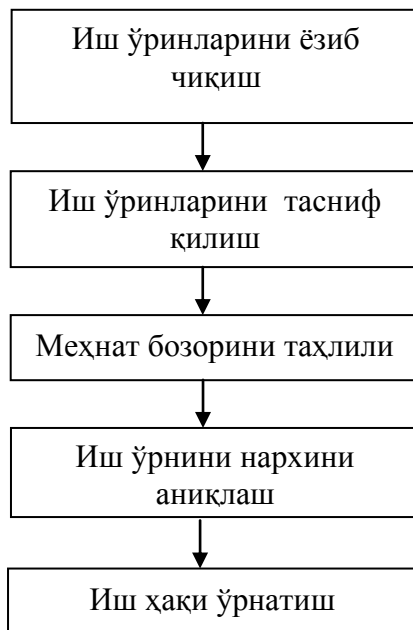 Иш ўринларини ёзиб
чиқиш
Иш ўринларини тасниф
қилиш
Меҳнат бозорини таҳлили
Иш ўрнини нархини
аниқлаш
Иш ҳақи ўрнатиш